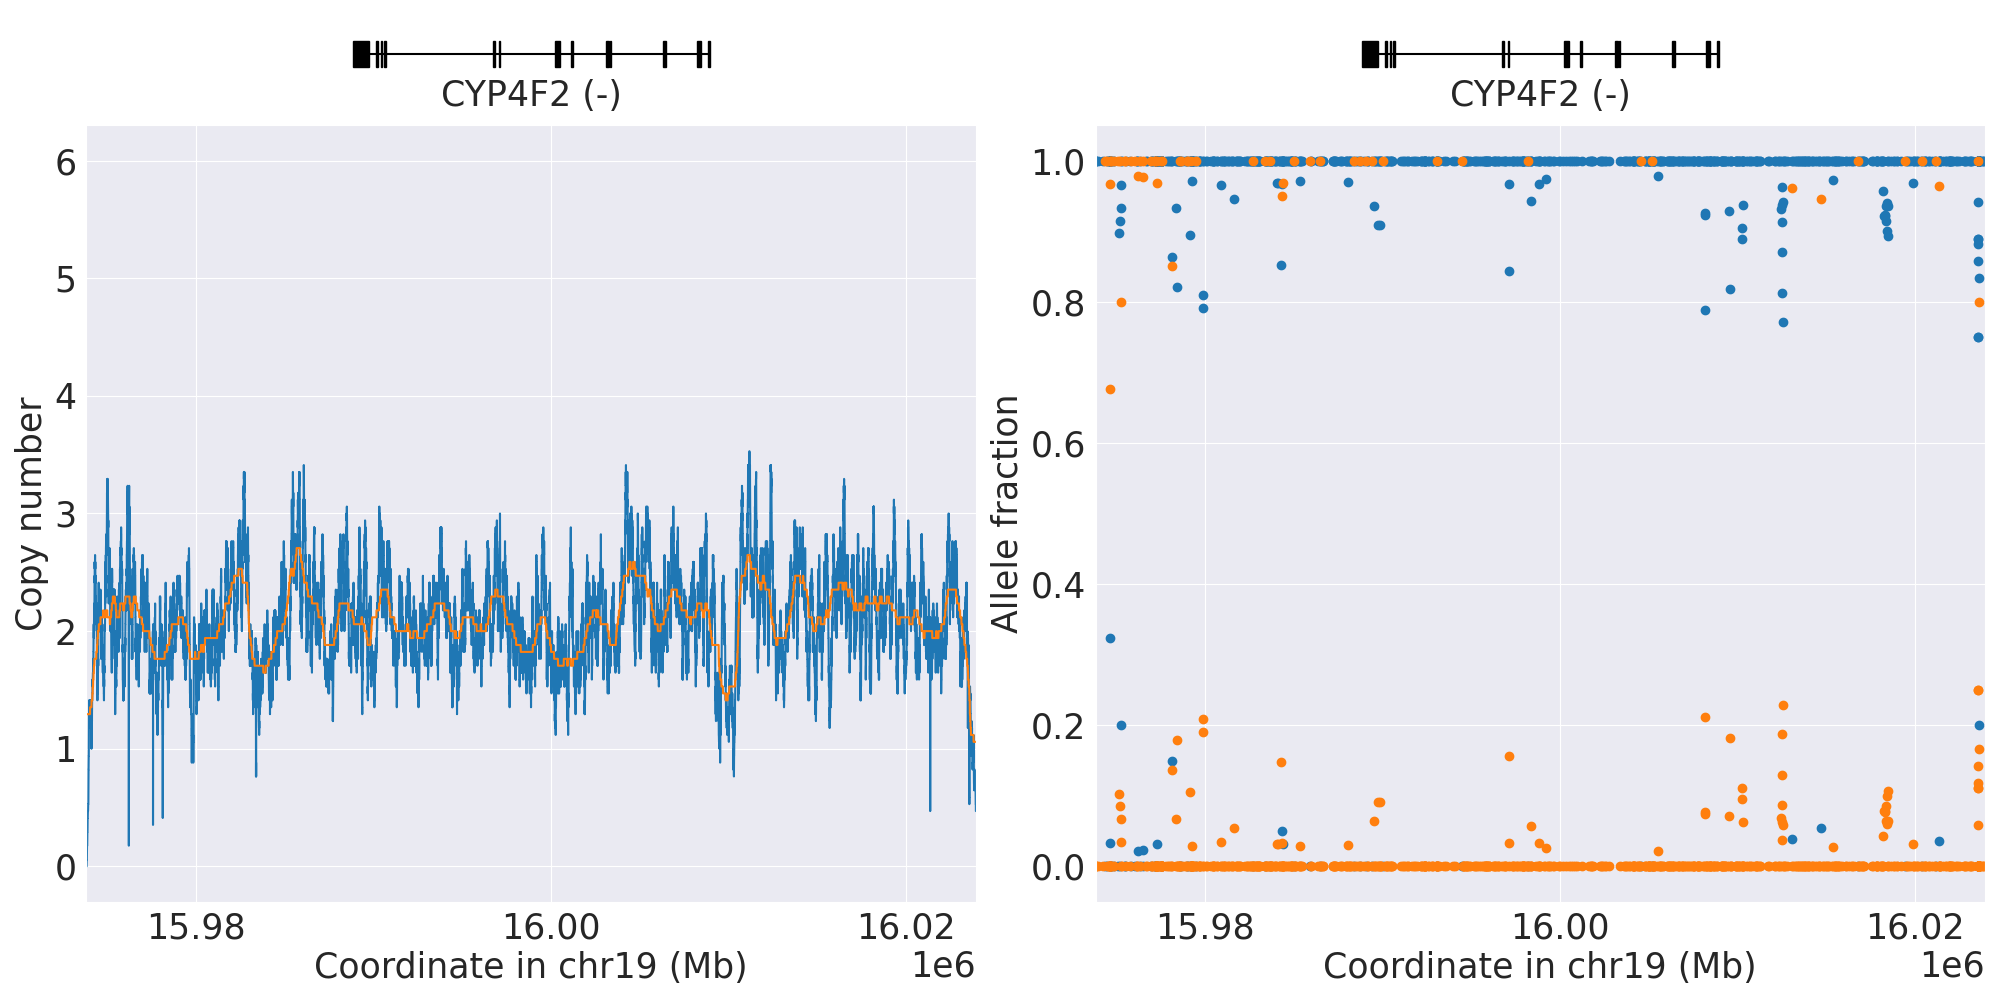 CYP4F2 (-)
6
5
4
3
2
1
0
Copy number
15.98
16.00
16.02
Coordinate in chr19 (Mb)
1e6
CYP4F2 (-)
1.0
0.8
0.6
0.4
0.2
0.0
Allele fraction
15.98
16.00
16.02
Coordinate in chr19 (Mb)
1e6